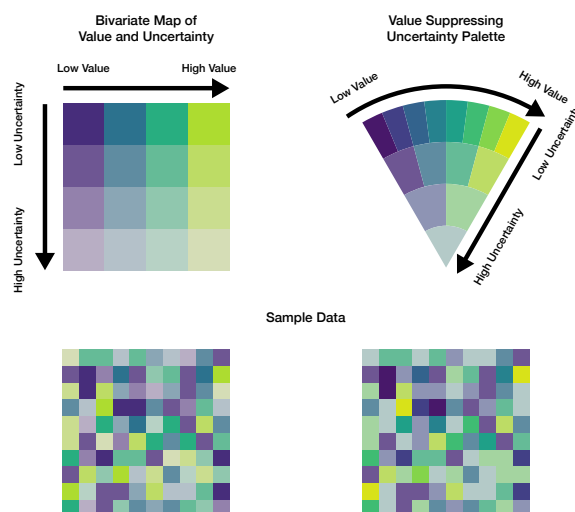 Bivariate Map of
Value and Uncertainty
Low Value
High Value
Low Uncertainty
High Uncertainty
Value Suppressing
Uncertainty Palette
Low Value
High Value
Low Uncertainty
High Uncertainty
Sample Data